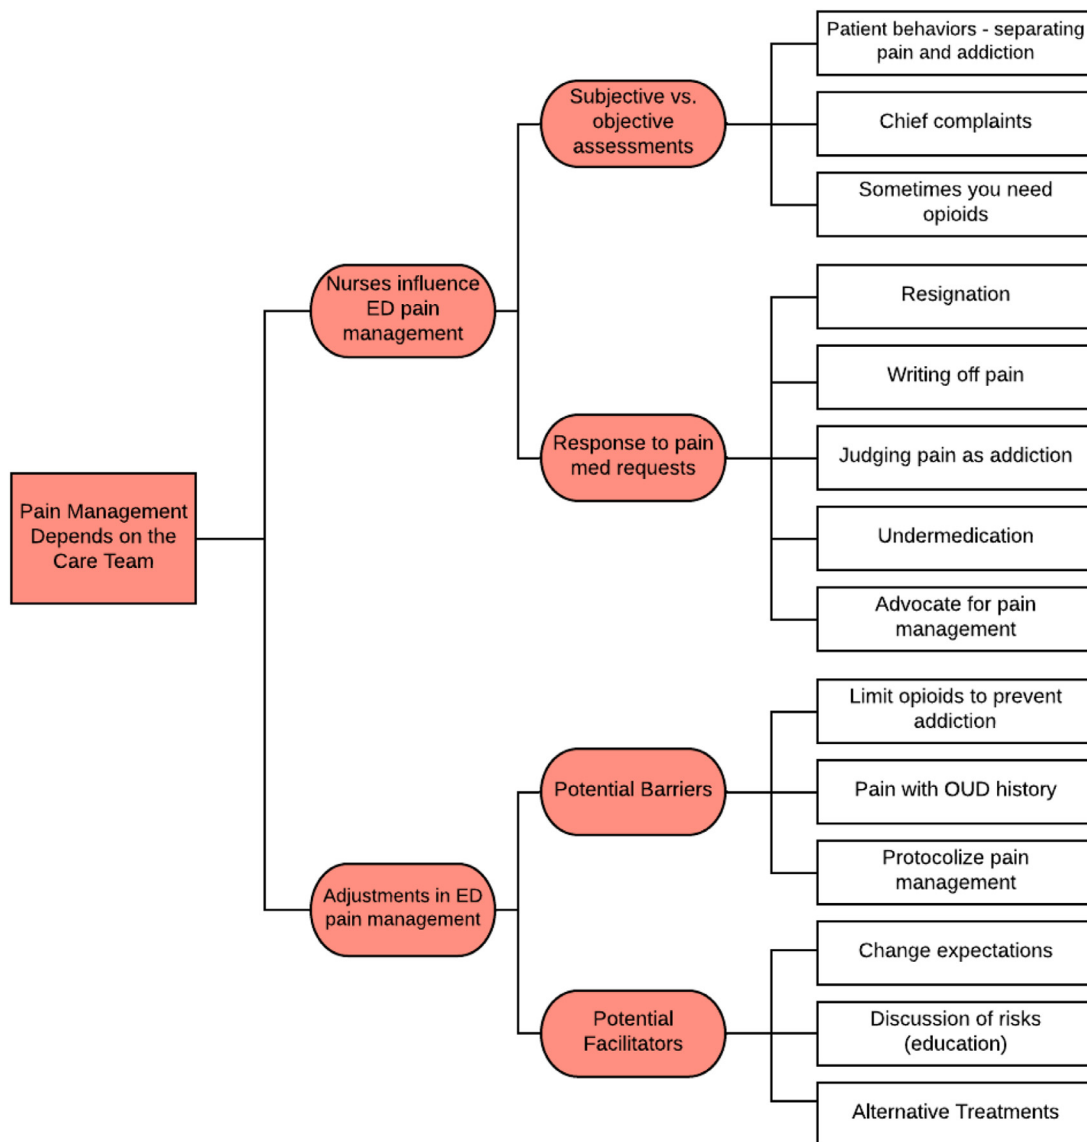 Patient behaviors - separating
pain and addiction
Subjective vs.
objective
assessments
Chief complaints
Sometimes you need
opioids
Nurses influence
ED pain
management
Resignation
Writing off pain
Response to pain
med requests
Judging pain as addiction
Undermedication
Advocate for pain
management
Pain Management
Depends on the
Care Team
Limit opioids to prevent
addiction
Potential Barriers
Pain with OUD history
Protocolize pain
management
Adjustments in ED
pain management
Change expectations
Potential
Facilitators
Discussion of risks
(education)
Alternative Treatments